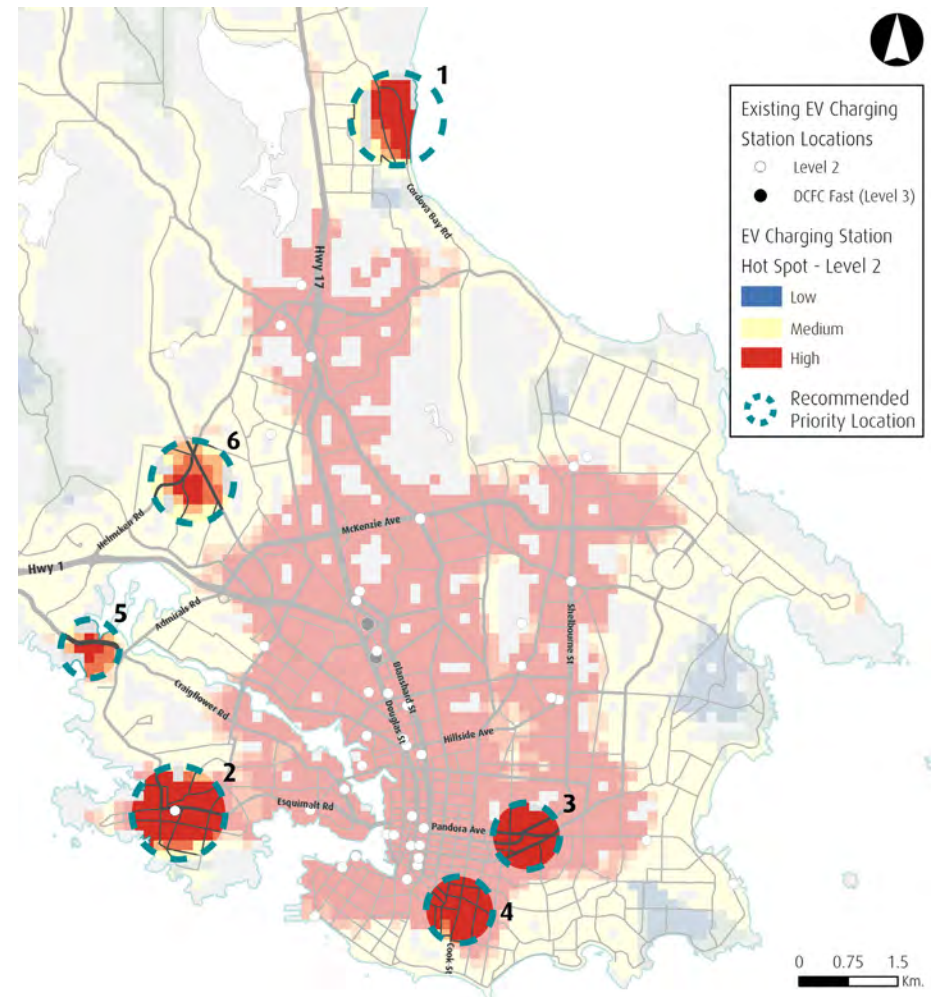 1
Existing EV Charging
Station Locations
Level 2
DCFC Fast (Level 3)
EV Charging Station
Hot Spot - Level 2
Low
Medium
High
Recommended
Priority Location
Cordova Bay Rd
Hwy 17
6
McKenzie Ave
Helmcken Rd
Hwy 1
5
Admirals Rd
Shelbourne St
Craigflower Rd
Blanshard St
Douglas St
Hillside Ave
2
Esquimalt Rd
3
Pandora Ave
4
Cook St
0 0.75 1.5
Km.